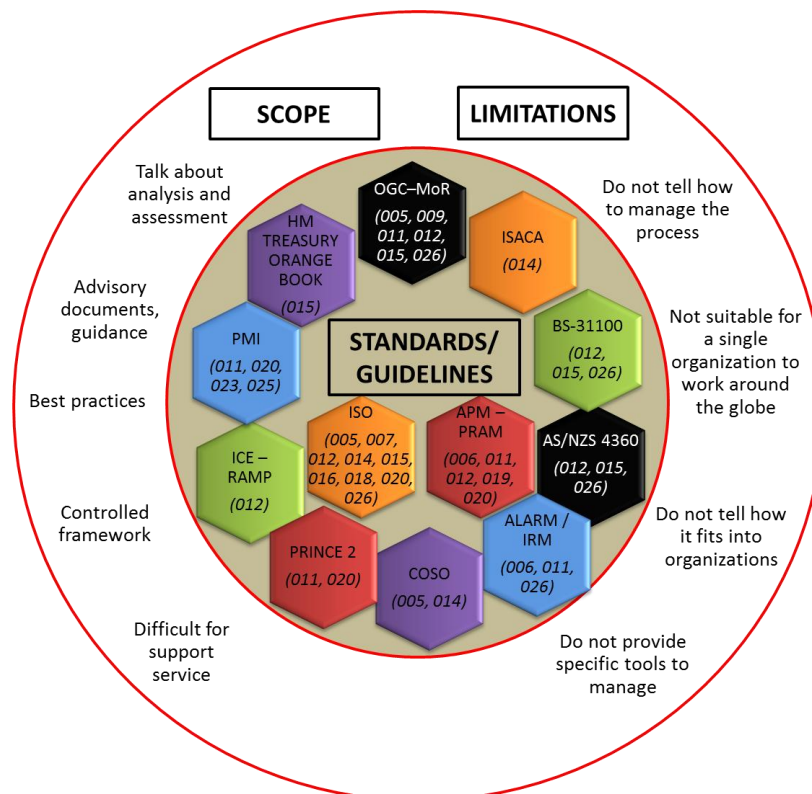 SCOPE
LIMITATIONS
Talk about
analysis and
assessment
Advisory
documents,
guidance
Best practices
Controlled
framework
Difficult for
support
service
Do not tell how
to manage the
process
Not suitable for
a single
organization to
work around
the globe
Do not tell how
it fits into
organizations
Do not provide
specific tools to
manage
STANDARDS/
GUIDELINES
OGC–MoR
(005, 009,
011, 012,
015, 026)
HM
TREASURY
ORANGE
BOOK
(015)
ISACA
(014)
PMI
(011, 020,
023, 025)
BS-31100
(012,
015, 026)
ISO
(005, 007,
012, 014, 015,
016, 018, 020,
026)
APM –
PRAM
(006, 011,
012, 019,
020)
AS/NZS 4360
(012, 015,
026)
ICE –
RAMP
(012)
PRINCE 2
(011, 020)
COSO
(005, 014)
ALARM /
IRM
(006, 011,
026)